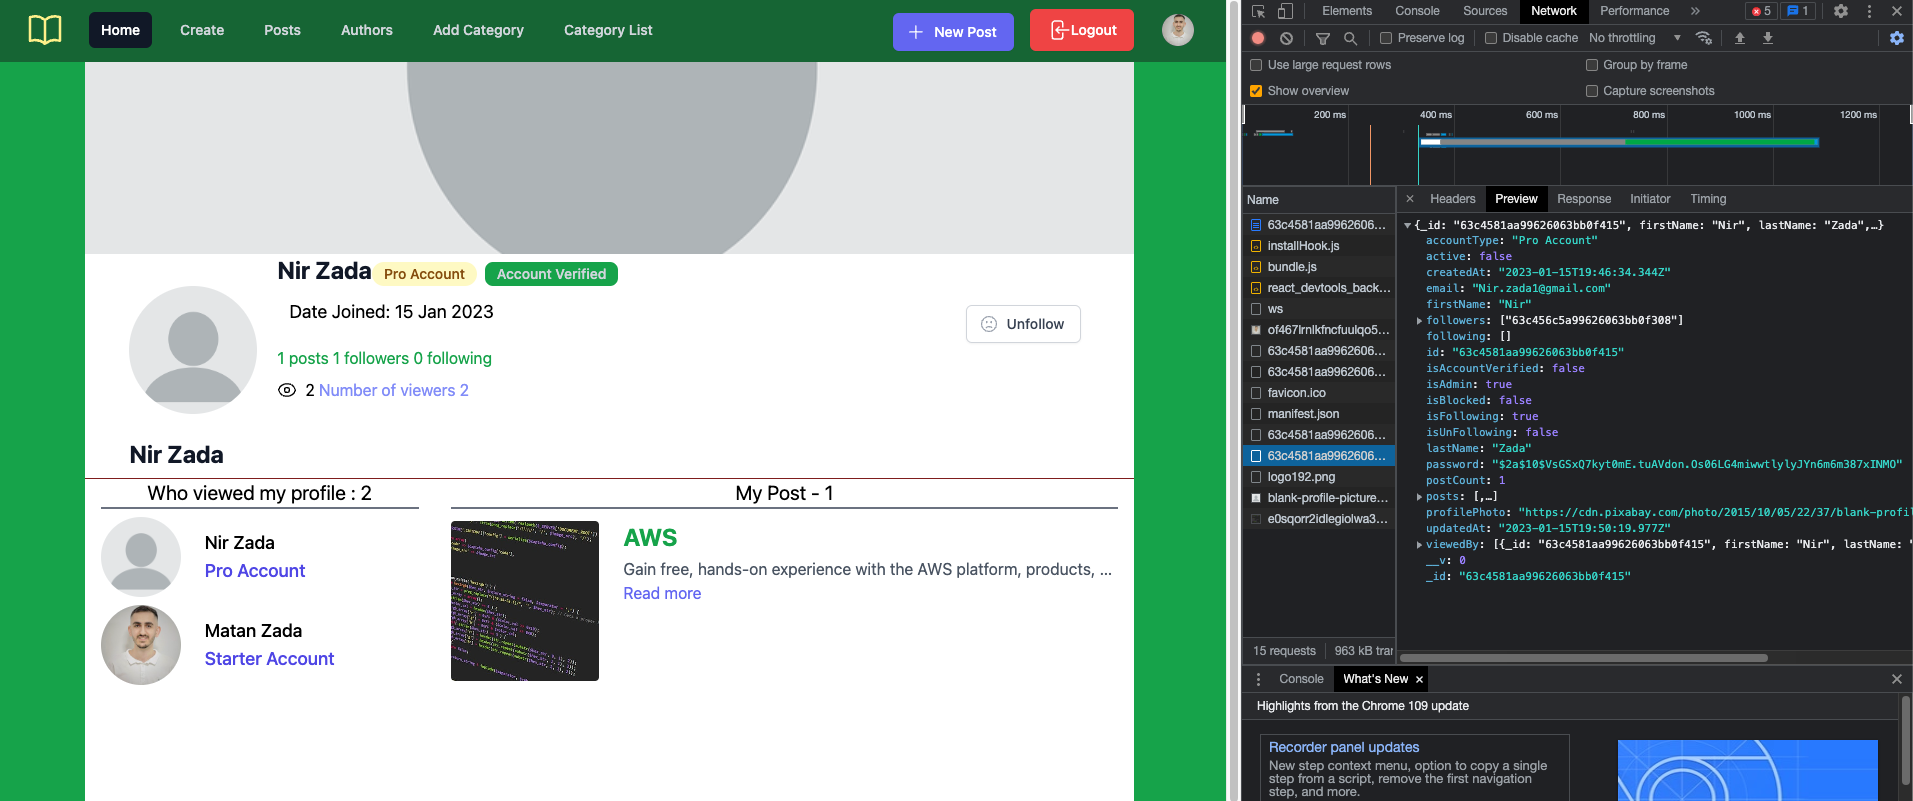 Home Create Posts Authors Add Category Category List New Post Logout
Nir Zada Pro Account Account Verified
Date Joined: 15 Jan 2023
Unfollow
1 posts 1 followers 0 following
2 Number of viewers 2
Nir Zada
Who viewed my profile : 2
Nir Zada
Pro Account
Matan Zada
Starter Account
My Post - 1
AWS
Gain free, hands-on experience with the AWS platform, products, ...
Read more
Elements Console Sources Network Performance » 5 1
Preserve log Disable cache No throttling
Use large request rows Group by frame
Show overview Capture screenshots
200 ms 400 ms 600 ms 800 ms 1000 ms 1200 ms
Name
63c4581aa99626063...
installHook.js
bundle.js
react_devtools_back...
ws
of467lrnlkfncfuulqo5...
63c4581aa9962606...
63c4581aa9962606...
favicon.ico
manifest.json
63c4581aa9962606...
63c4581aa9962606...
logo192.png
blank-profile-picture...
e0sqorr2idlegiolwa3...
15 requests 963 kB tra
Headers Preview Response Initiator Timing
{_id: "63c4581aa99626063bb0f415", firstName: "Nir", lastName: "Zada",…}
accountType: "Pro Account"
active: false
createdAt: "2023-01-15T19:46:34.344Z"
email: "Nir.zada1@gmail.com"
firstName: "Nir"
followers: ["63c456c5a99626063bb0f308"]
following: []
id: "63c4581aa99626063bb0f415"
isAccountVerified: false
isAdmin: true
isBlocked: false
isFollowing: true
isUnFollowing: false
lastName: "Zada"
password: "$2a$10$VsGSxQ7kyt0mE.tuAVdon.Os06LG4miwwtlylyJYn6m6m387xINMO"
postCount: 1
posts: [,…]
profilePhoto: "https://cdn.pixabay.com/photo/2015/10/05/22/37/blank-profi
updatedAt: "2023-01-15T19:50:19.977Z"
viewedBy: [{_id: "63c4581aa99626063bb0f415", firstName: "Nir", lastName: "
__v: 0
_id: "63c4581aa99626063bb0f415"
Console What's New
Highlights from the Chrome 109 update
Recorder panel updates
New step context menu, option to copy a single
step from a script, remove the first navigation
step, and more.